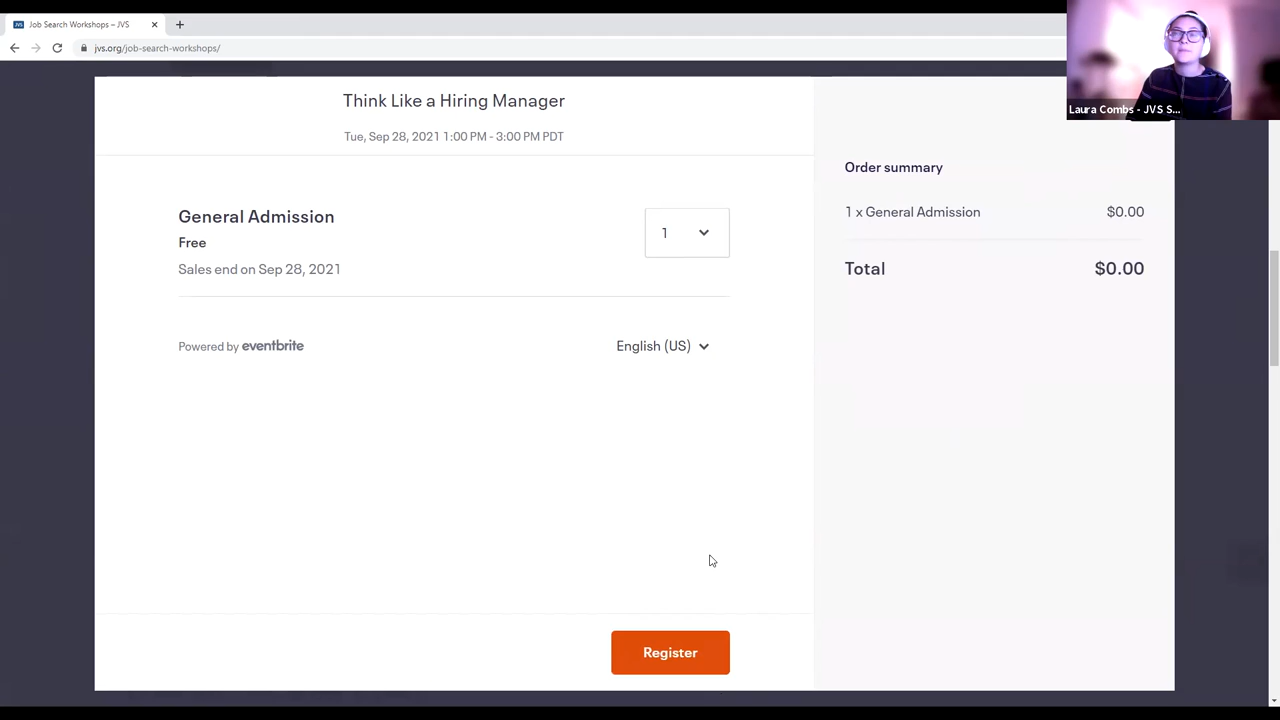 JVS
Job Search Workshops – JVS
jvs.org/job-search-workshops/
Laura Combs - JVS S...
Think Like a Hiring Manager
Tue, Sep 28, 2021 1:00 PM - 3:00 PM PDT
General Admission
Free
Sales end on Sep 28, 2021
1
Powered by eventbrite
English (US)
Register
Order summary
1 x General Admission $0.00
Total $0.00